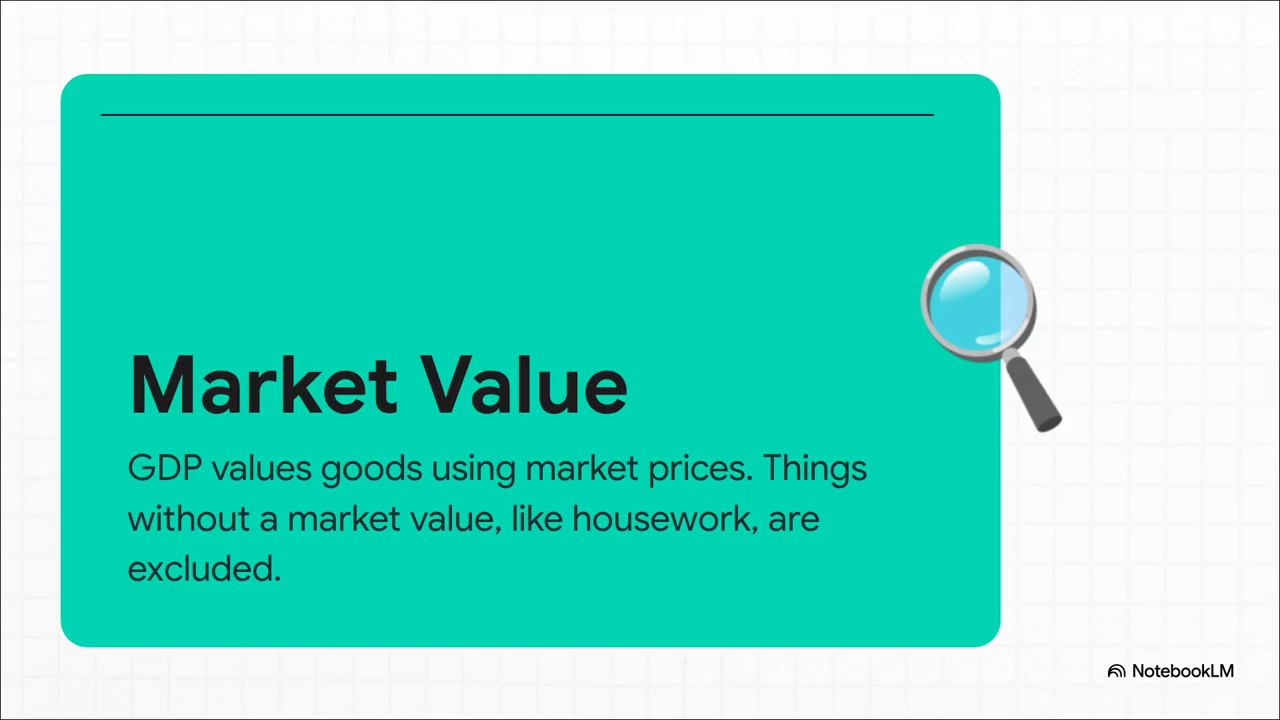 Market Value
GDP values goods using market prices. Things
without a market value, like housework, are
excluded.
NotebookLM